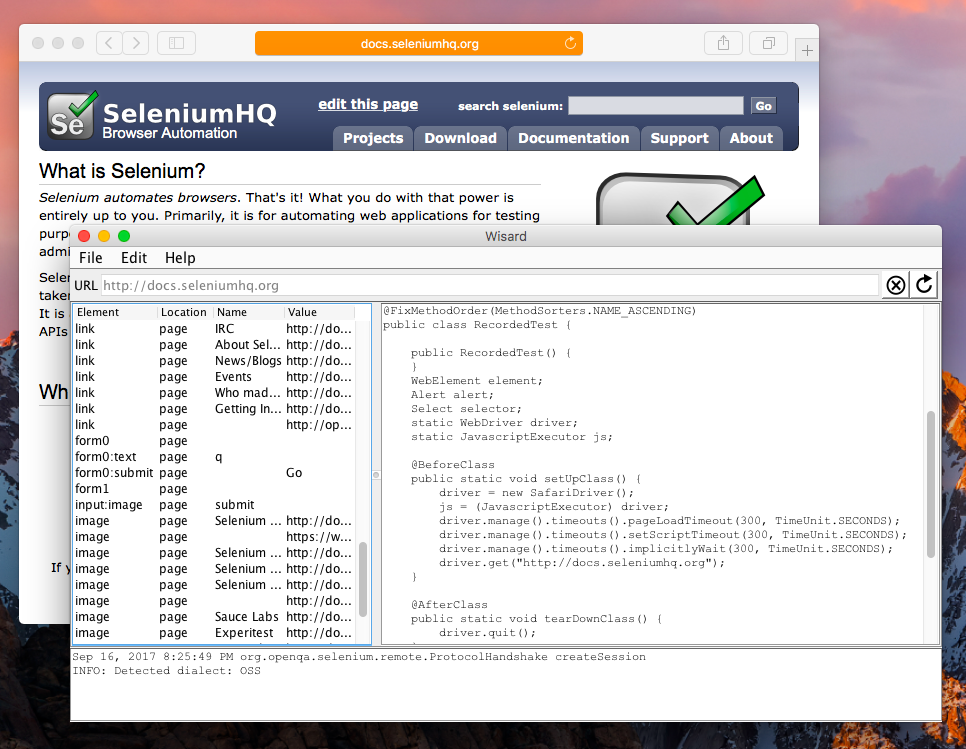 docs.seleniumhq.org
Se
SeleniumHQ
Browser Automation
edit this page
search selenium:
Go
Projects
Download
Documentation
Support
About
What is Selenium?
Selenium automates browsers. That's it! What you do with that power is
entirely up to you. Primarily, it is for automating web applications for testing
purp
admi
Selen
taken
It is
APIs
Wh
If y
Wisard
File Edit Help
URL http://docs.seleniumhq.org
Element Location Name Value
link page IRC http://do...
link page About Sel... http://do...
link page News/Blogs http://do...
link page Events http://do...
link page Who mad... http://do...
link page Getting In... http://do...
link page http://op...
form0 page
form0:text page q
form0:submit page Go
form1 page
input:image page submit
image page Selenium ... http://do...
image page https://w...
image page Selenium ... http://do...
image page Selenium ... http://do...
image page Selenium ... http://do...
image page http://do...
image page Sauce Labs http://do...
image page Experitest http://do...
@FixMethodOrder(MethodSorters.NAME_ASCENDING)
public class RecordedTest {
public RecordedTest() {
}
WebElement element;
Alert alert;
Select selector;
static WebDriver driver;
static JavascriptExecutor js;
@BeforeClass
public static void setUpClass() {
driver = new SafariDriver();
js = (JavascriptExecutor) driver;
driver.manage().timeouts().pageLoadTimeout(300, TimeUnit.SECONDS);
driver.manage().timeouts().setScriptTimeout(300, TimeUnit.SECONDS);
driver.manage().timeouts().implicitlyWait(300, TimeUnit.SECONDS);
driver.get("http://docs.seleniumhq.org");
}
@AfterClass
public static void tearDownClass() {
driver.quit();
Sep 16, 2017 8:25:49 PM org.openqa.selenium.remote.ProtocolHandshake createSession
INFO: Detected dialect: OSS